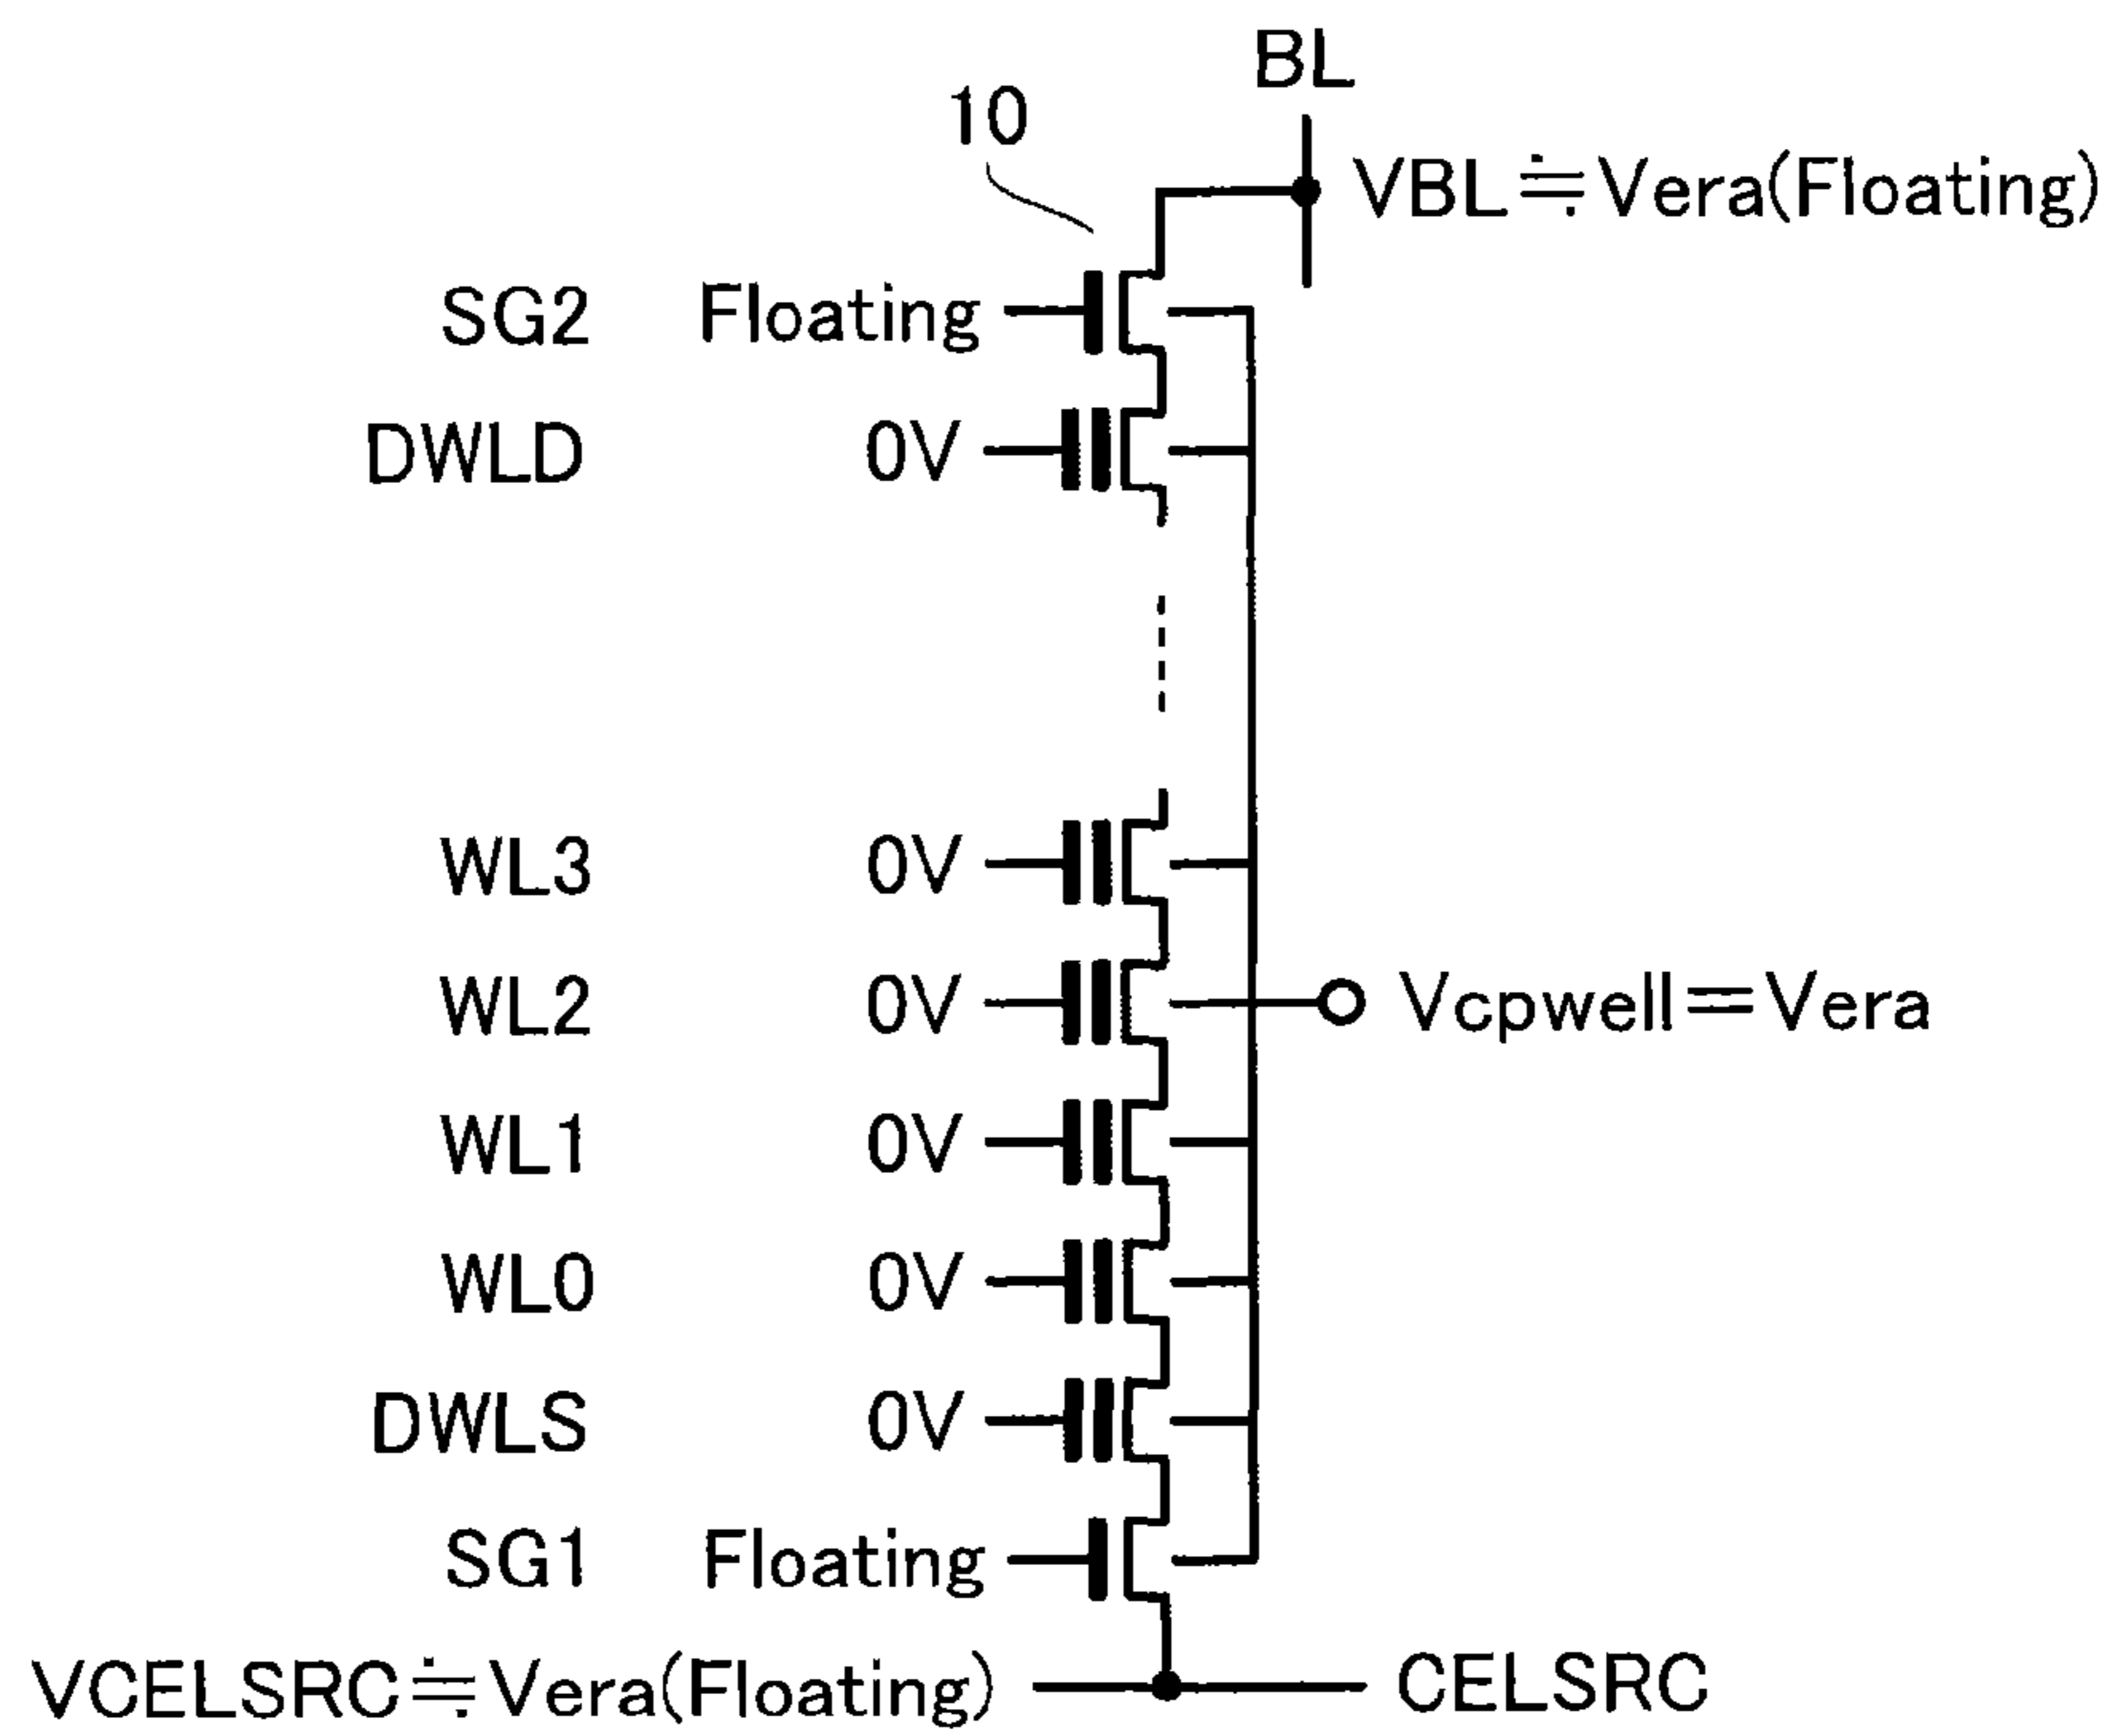 BL
10
VBL≒Vera(Floating)
SG2 Floating
DWLD 0V
WL3 0V
WL2 0V
Vcpwell=Vera
WL1 0V
WL0 0V
DWLS 0V
SG1 Floating
VCELSRC≒Vera(Floating)
CELSRC